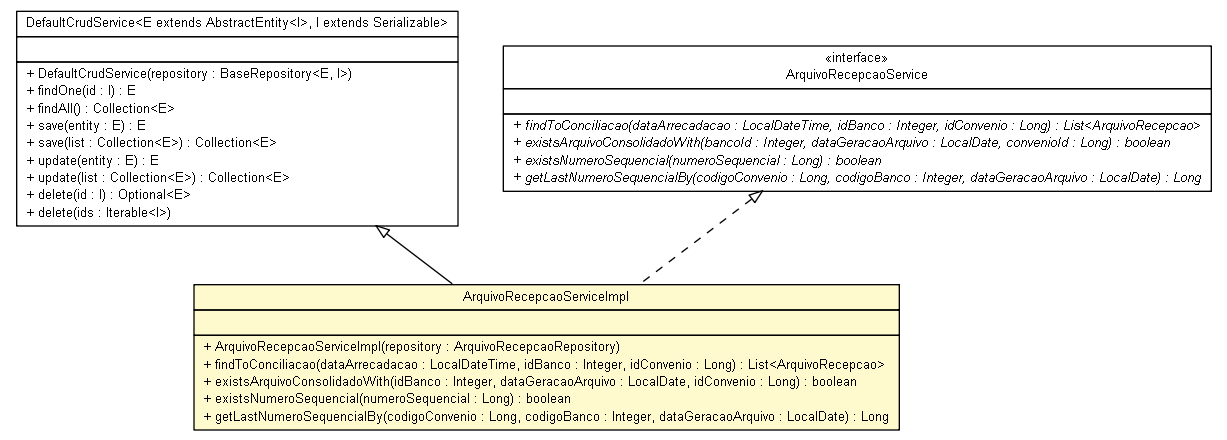 DefaultCrudService<E extends AbstractEntity<I>, I extends Serializable>
+ DefaultCrudService(repository : BaseRepository<E, I>)
+ findOne(id : I) : E
+ findAll() : Collection<E>
+ save(entity : E) : E
+ save(list : Collection<E>) : Collection<E>
+ update(entity : E) : E
+ update(list : Collection<E>) : Collection<E>
+ delete(id : I) : Optional<E>
+ delete(ids : Iterable<I>)
«interface»
ArquivoRecepcaoService
+ findToConciliacao(dataArrecadacao : LocalDateTime, idBanco : Integer, idConvenio : Long) : List<ArquivoRecepcao>
+ existsArquivoConsolidadoWith(bancoId : Integer, dataGeracaoArquivo : LocalDate, convenioId : Long) : boolean
+ existsNumeroSequencial(numeroSequencial : Long) : boolean
+ getLastNumeroSequencialBy(codigoConvenio : Long, codigoBanco : Integer, dataGeracaoArquivo : LocalDate) : Long
ArquivoRecepcaoServiceImpl
+ ArquivoRecepcaoServiceImpl(repository : ArquivoRecepcaoRepository)
+ findToConciliacao(dataArrecadacao : LocalDateTime, idBanco : Integer, idConvenio : Long) : List<ArquivoRecepcao>
+ existsArquivoConsolidadoWith(idBanco : Integer, dataGeracaoArquivo : LocalDate, idConvenio : Long) : boolean
+ existsNumeroSequencial(numeroSequencial : Long) : boolean
+ getLastNumeroSequencialBy(codigoConvenio : Long, codigoBanco : Integer, dataGeracaoArquivo : LocalDate) : Long